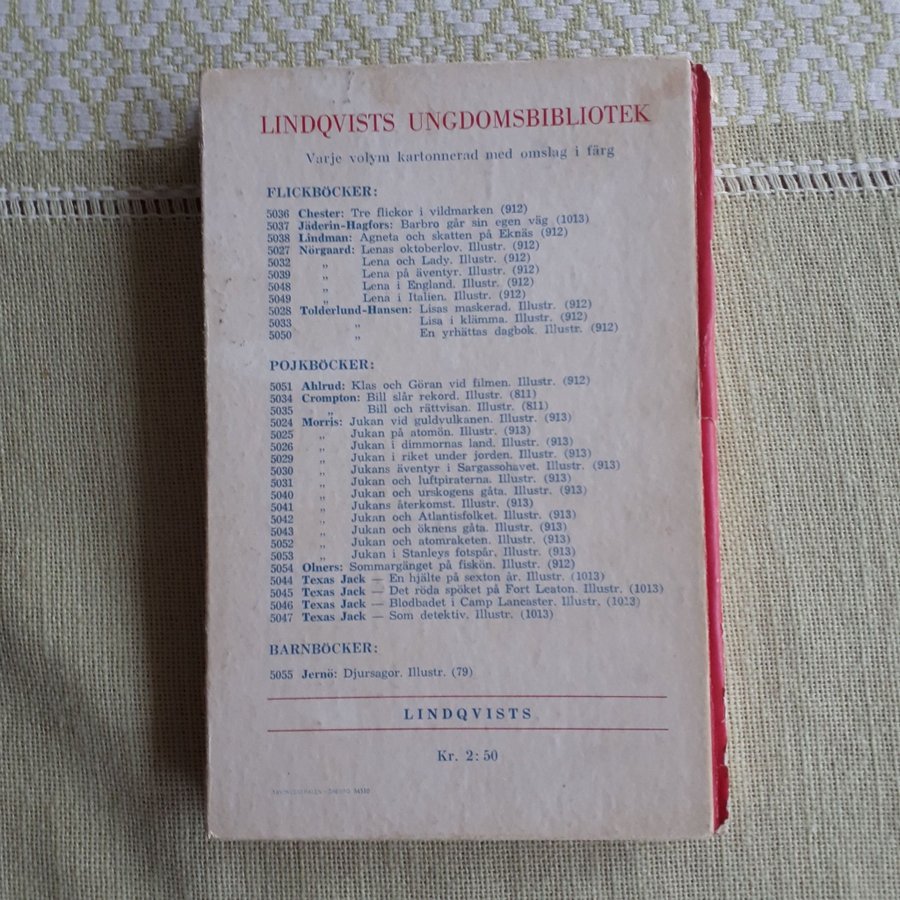 LINDQVISTS UNGDOMSBIBLIOTEK
Varje volym kartonnerad med omslag i färg
FLICKBÖCKER:
5036 Chester: Tre flickor i vildmarken (912)
5037 Jäderin-Hagfors: Barbro går sin egen väg (1013)
5038 Lindman: Agneta och skatten på Eknäs (912)
5027 Nörgaard: Lenas oktoberlov. Illustr. (912)
5032 „ Lena och Lady. Illustr. (912)
5039 „ Lena på äventyr. Illustr. (912)
5048 „ Lena i England. Illustr. (912)
5049 „ Lena i Italien. Illustr. (912)
5028 Tolderlund-Hansen: Lisas maskerad. Illustr. (912)
5033 „ Lisa i klämma. Illustr. (912)
5050 „ En yrhättas dagbok. Illustr. (912)
POJKBÖCKER:
5051 Ahlrud: Klas och Göran vid filmen. Illustr. (912)
5034 Crompton: Bill slår rekord. Illustr. (811)
5035 „ Bill och rättvisan. Illustr. (811)
5024 Morris: Jukan vid guldvulkanen. Illustr. (913)
5025 „ Jukan på atomön. Illustr. (913)
5026 „ Jukan i dimmornas land. Illustr. (913)
5029 „ Jukan i riket under jorden. Illustr. (913)
5030 „ Jukans äventyr i Sargassohavet. Illustr. (913)
5031 „ Jukan och luftpiraterna. Illustr. (913)
5040 „ Jukan och urskogens gåta. Illustr. (913)
5041 „ Jukans återkomst. Illustr. (913)
5042 „ Jukan och Atlantisfolket. Illustr. (913)
5043 „ Jukan och öknens gåta. Illustr. (913)
5052 „ Jukan och atomraketen. Illustr. (913)
5053 „ Jukan i Stanleys fotspår. Illustr. (913)
5054 Olners: Sommargänget på fiskön. Illustr. (912)
5044 Texas Jack — En hjälte på sexton år. Illustr. (1013)
5045 Texas Jack — Det röda spöket på Fort Leaton. Illustr. (1013)
5046 Texas Jack — Blodbadet i Camp Lancaster. Illustr. (1013)
5047 Texas Jack — Som detektiv. Illustr. (1013)
BARNBÖCKER:
5055 Jernö: Djursagor. Illustr. (79)
LINDQVISTS
Kr. 2:50